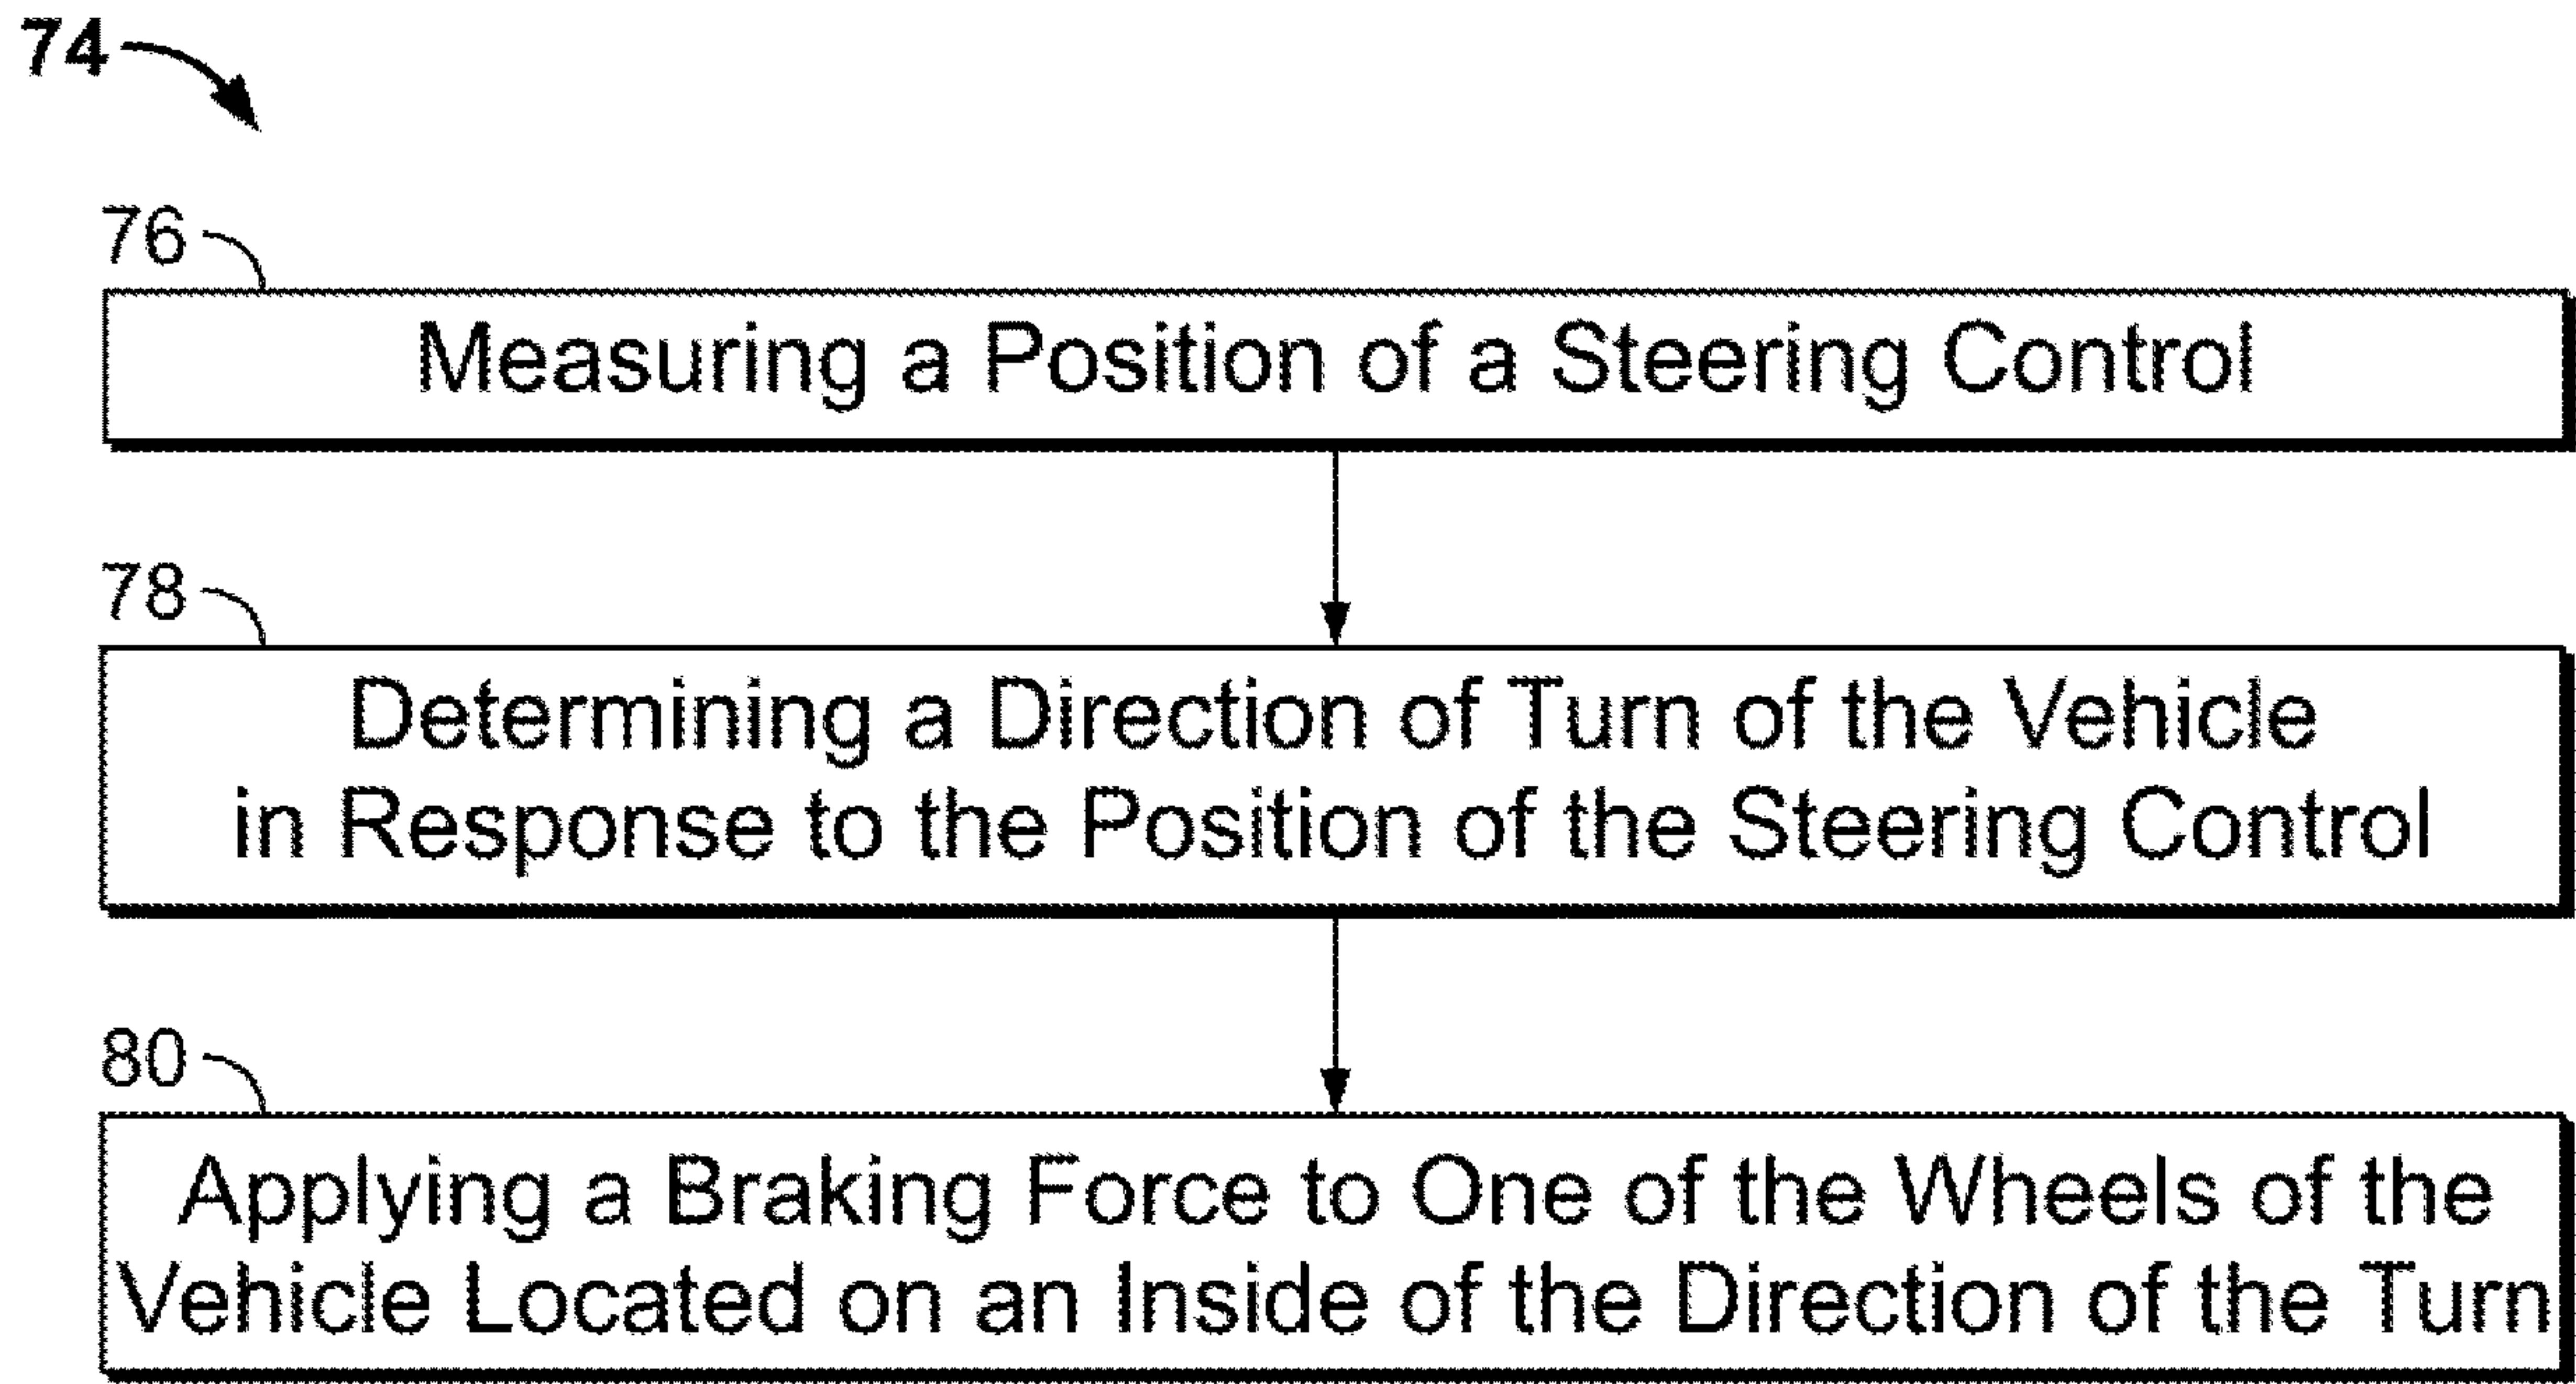 74
76
Measuring a Position of a Steering Control
78
Determining a Direction of Turn of the Vehicle
in Response to the Position of the Steering Control
80
Applying a Braking Force to One of the Wheels of the
Vehicle Located on an Inside of the Direction of the Turn